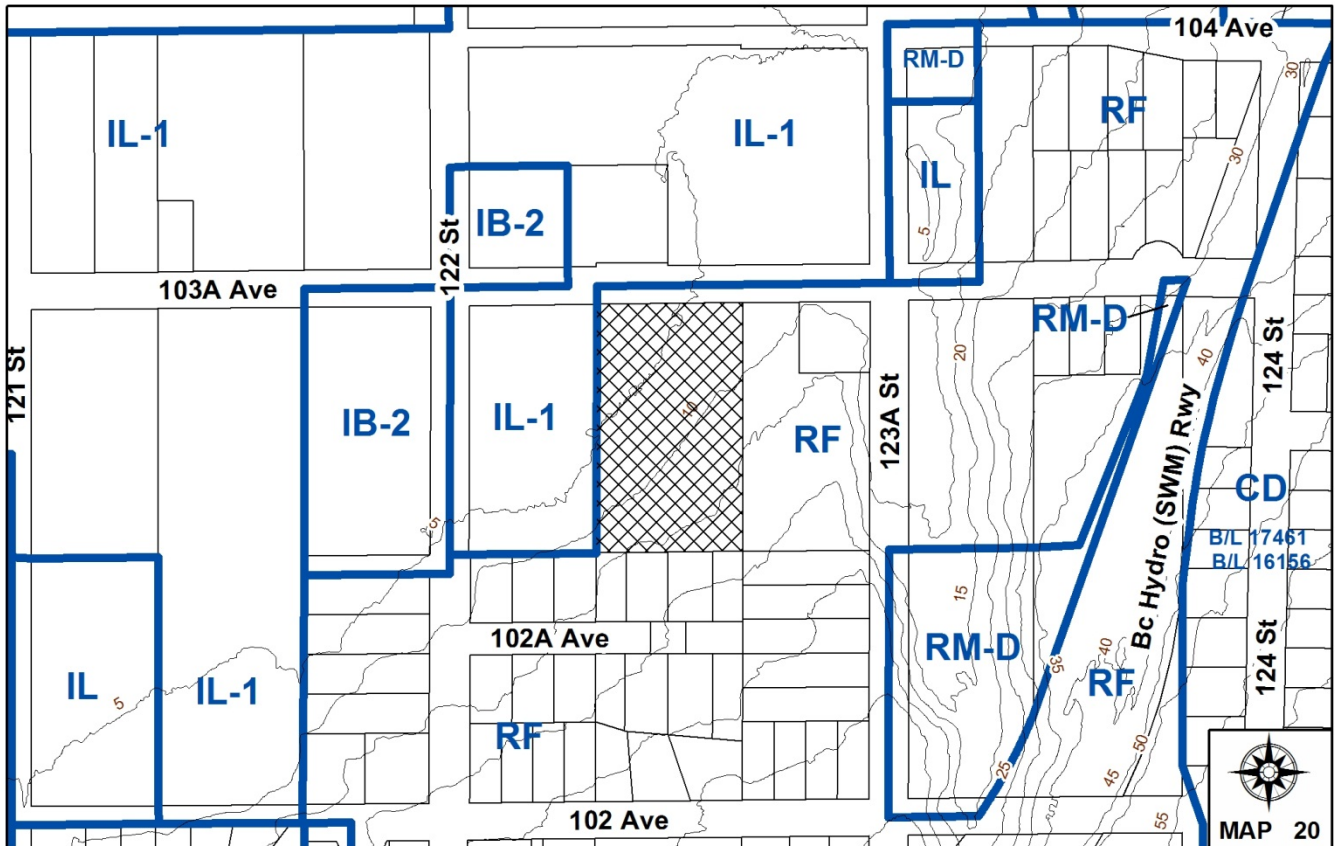 104 Ave
RM-D
30
RF
IL-1
IL-1
30
IL
IB-2
122 St
5
103A Ave
RM-D
121 St
20
40
124 St
10
IB-2
IL-1
RF
123A St
Bc Hydro (SWM) Rwy
CD
5
B/L 17461
B/L 16156
15
102A Ave
RM-D
40
35
RF
124 St
IL
5
IL-1
RF
50
25
45
102 Ave
55
MAP 20